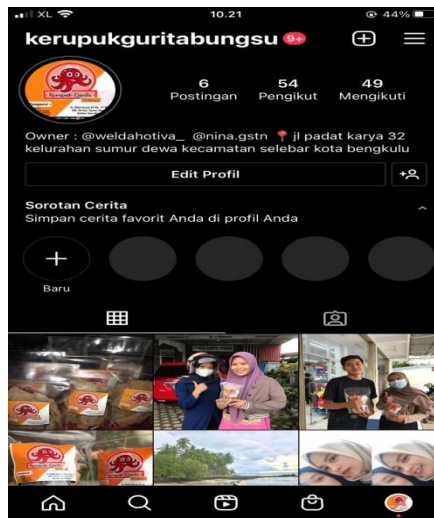 XL 10.21 44%
kerupukguritabungsu 9+
6 54 49
Postingan Pengikut Mengikuti
Owner : @weldahotiva_ @nina.gstn 📍 jl padat karya 32
kelurahan sumur dewa kecamatan selebar kota bengkulu
Edit Profil
Sorotan Cerita
Simpan cerita favorit Anda di profil Anda
Baru